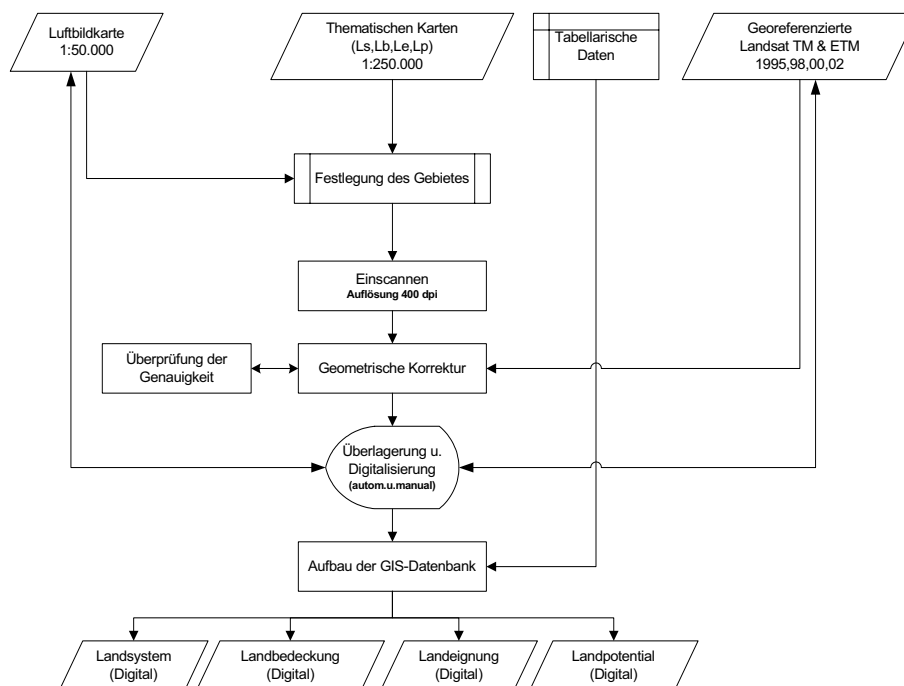 Luftbildkarte
1:50.000
Thematischen Karten
(Ls,Lb,Le,Lp)
1:250.000
Tabellarische
Daten
Georeferenzierte
Landsat TM & ETM
1995,98,00,02
Festlegung des Gebietes
Einscannen
Auflösung 400 dpi
Überprüfung der
Genauigkeit
Geometrische Korrektur
Überlagerung u.
Digitalisierung
(autom.u.manual)
Aufbau der GIS-Datenbank
Landsystem
(Digital)
Landbedeckung
(Digital)
Landeignung
(Digital)
Landpotential
(Digital)